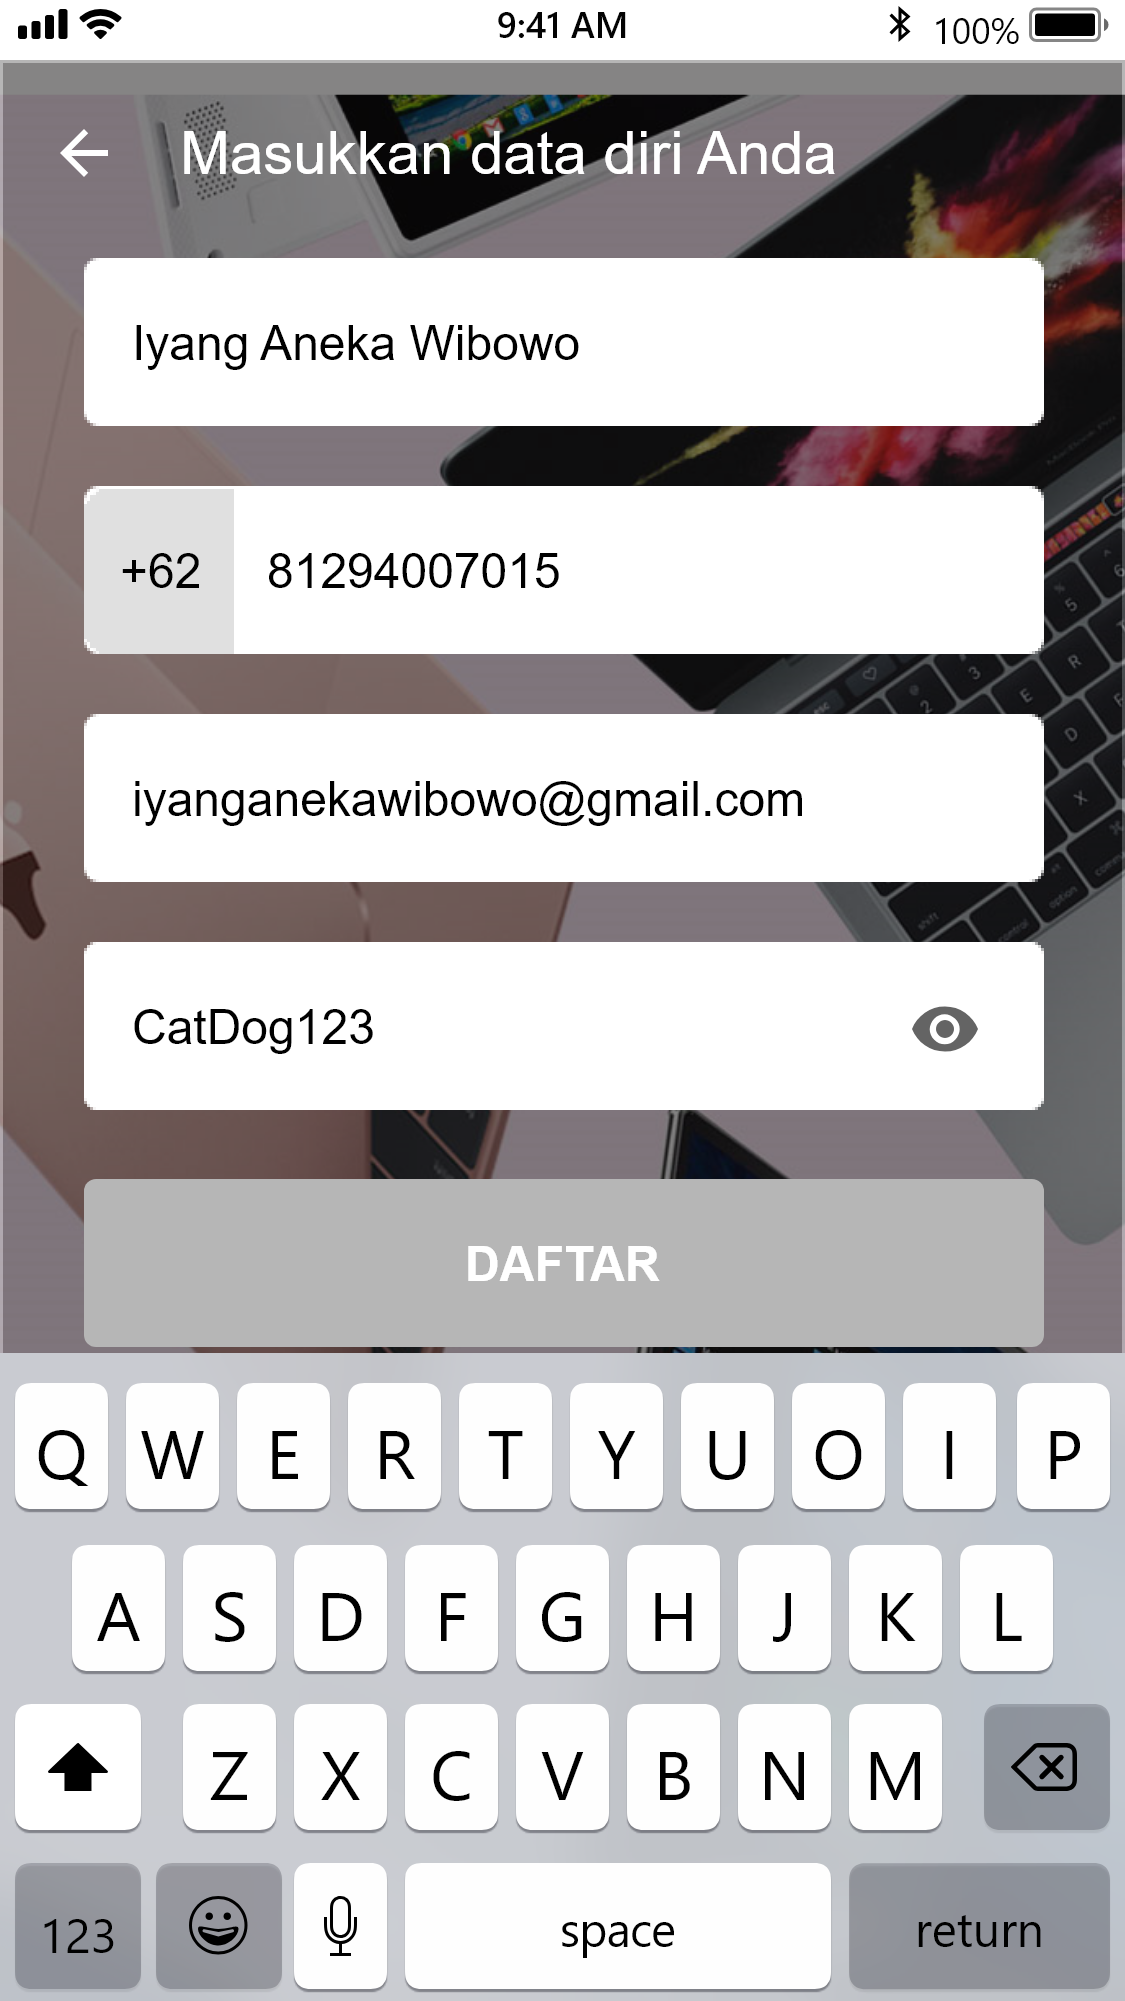 9:41 AM
100%
Masukkan data diri Anda
Iyang Aneka Wibowo
+62 81294007015
iyanganekawibowo@gmail.com
CatDog123
DAFTAR
Q W E R T Y U O I P
A S D F G H J K L
Z X C V B N M
123 space return